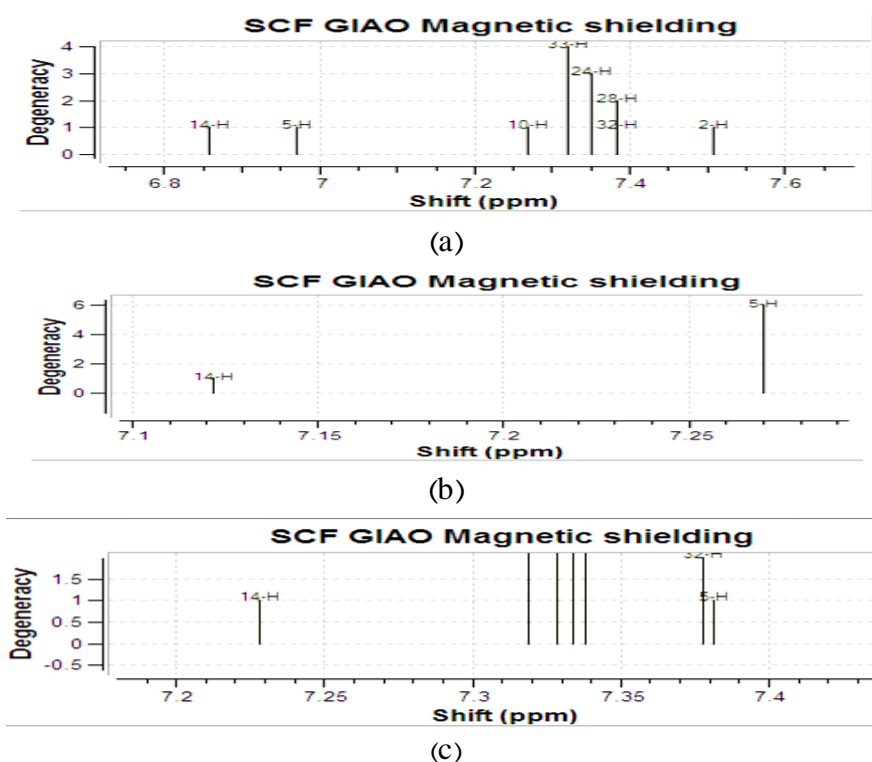 SCF GIAO Magnetic shielding
Degeneracy
4
3
2
1
0
33-H
24-H
28-H
14-H 5-H 10-H 32-H 2-H
6.8 7 7.2 7.4 7.6
Shift (ppm)
(a)
SCF GIAO Magnetic shielding
Degeneracy
6
4
2
0
5-H
14-H
7.1 7.15 7.2 7.25
Shift (ppm)
(b)
SCF GIAO Magnetic shielding
Degeneracy
1.5
1
0.5
0
-0.5
32-H
14-H 5-H
7.2 7.25 7.3 7.35 7.4
Shift (ppm)
(c)